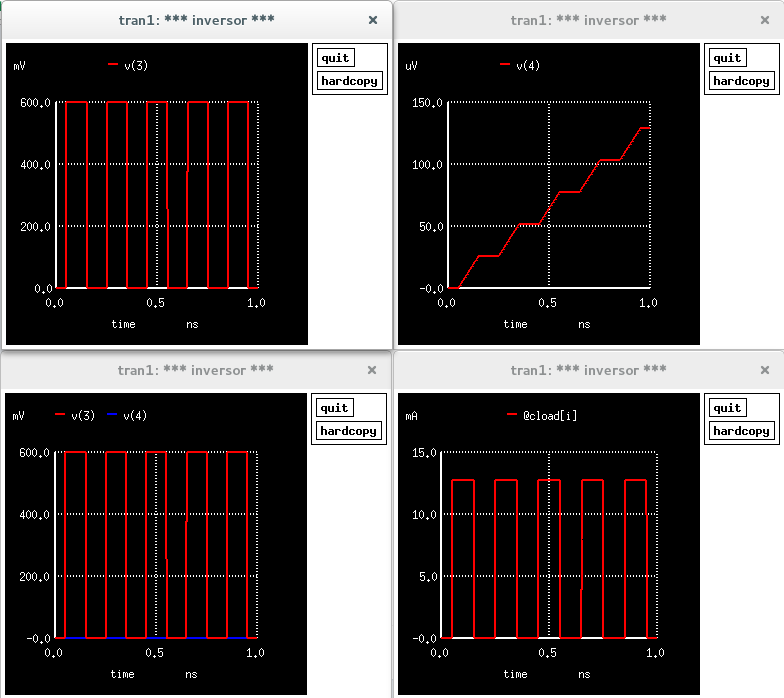 tran1: *** inversor ***
quit
hardcopy
mV v(3)
600.0
400.0
200.0
0.0
0.0 0.5 1.0
time ns
tran1: *** inversor ***
quit
hardcopy
uV v(4)
150.0
100.0
50.0
-0.0
0.0 0.5 1.0
time ns
tran1: *** inversor ***
quit
hardcopy
mV v(3) v(4)
600.0
400.0
200.0
-0.0
0.0 0.5 1.0
time ns
tran1: *** inversor ***
quit
hardcopy
mA @cload[i]
15.0
10.0
5.0
-0.0
0.0 0.5 1.0
time ns